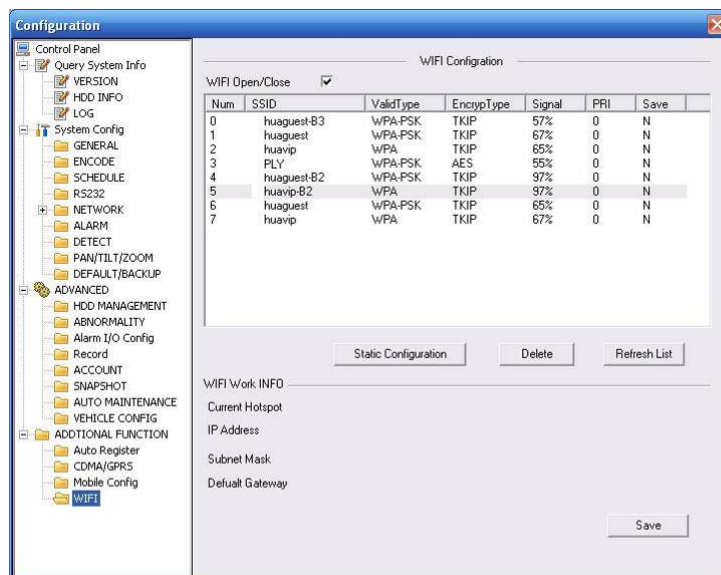 Configuration
Control Panel
Query System Info
VERSION
HDD INFO
LOG
System Config
GENERAL
ENCODE
SCHEDULE
RS232
NETWORK
ALARM
DETECT
PAN/TILT/ZOOM
DEFAULT/BACKUP
ADVANCED
HDD MANAGEMENT
ABNORMALITY
Alarm I/O Config
Record
ACCOUNT
SNAPSHOT
AUTO MAINTENANCE
VEHICLE CONFIG
ADDTIONAL FUNCTION
Auto Register
CDMA/GPRS
Mobile Config
WIFI
WIFI Configration
WIFI Open/Close
Num SSID ValidType EncrypType Signal PRI Save
0 huaguest-B3 WPA-PSK TKIP 57% 0 N
1 huaguest WPA-PSK TKIP 67% 0 N
2 huavip WPA TKIP 65% 0 N
3 PLY WPA-PSK AES 55% 0 N
4 huaguest-B2 WPA-PSK TKIP 97% 0 N
5 huavip-B2 WPA TKIP 97% 0 N
6 huaguest WPA-PSK TKIP 65% 0 N
7 huavip WPA TKIP 67% 0 N
Static Configuration Delete Refresh List
WIFI Work INFO
Current Hotspot
IP Address
Subnet Mask
Defualt Gateway
Save